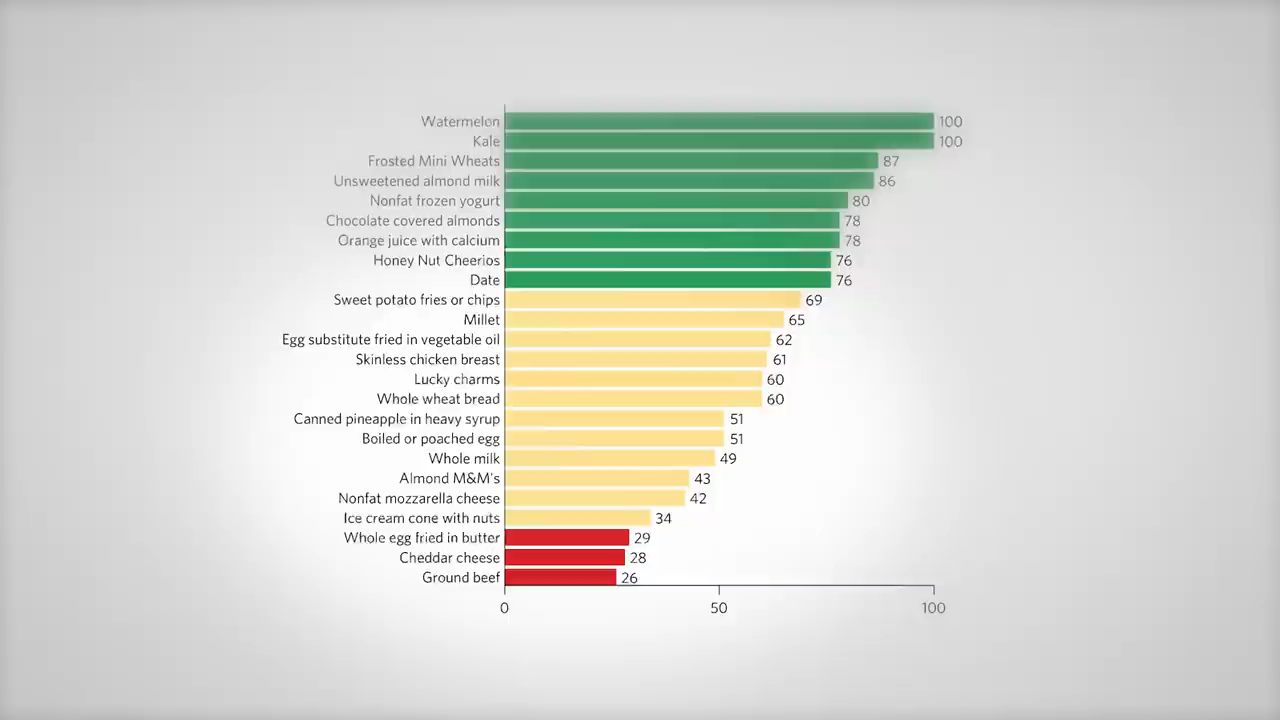 Watermelon 100
Kale 100
Frosted Mini Wheats 87
Unsweetened almond milk 86
Nonfat frozen yogurt 80
Chocolate covered almonds 78
Orange juice with calcium 78
Honey Nut Cheerios 76
Date 76
Sweet potato fries or chips 69
Millet 65
Egg substitute fried in vegetable oil 62
Skinless chicken breast 61
Lucky charms 60
Whole wheat bread 60
Canned pineapple in heavy syrup 51
Boiled or poached egg 51
Whole milk 49
Almond M&M's 43
Nonfat mozzarella cheese 42
Ice cream cone with nuts 34
Whole egg fried in butter 29
Cheddar cheese 28
Ground beef 26
0 50 100